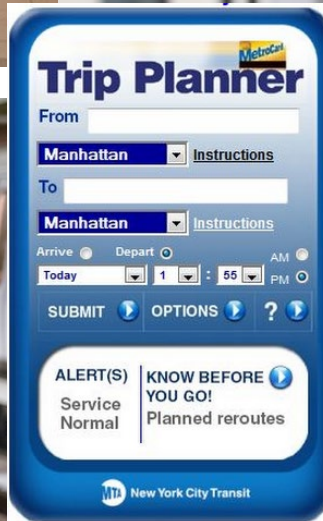 MetroCard
Trip Planner
From
Manhattan Instructions
To
Manhattan Instructions
Arrive Depart AM
Today 1 : 55 PM
SUBMIT OPTIONS ?
ALERT(S)
Service
Normal
KNOW BEFORE
YOU GO!
Planned reroutes
MTA New York City Transit